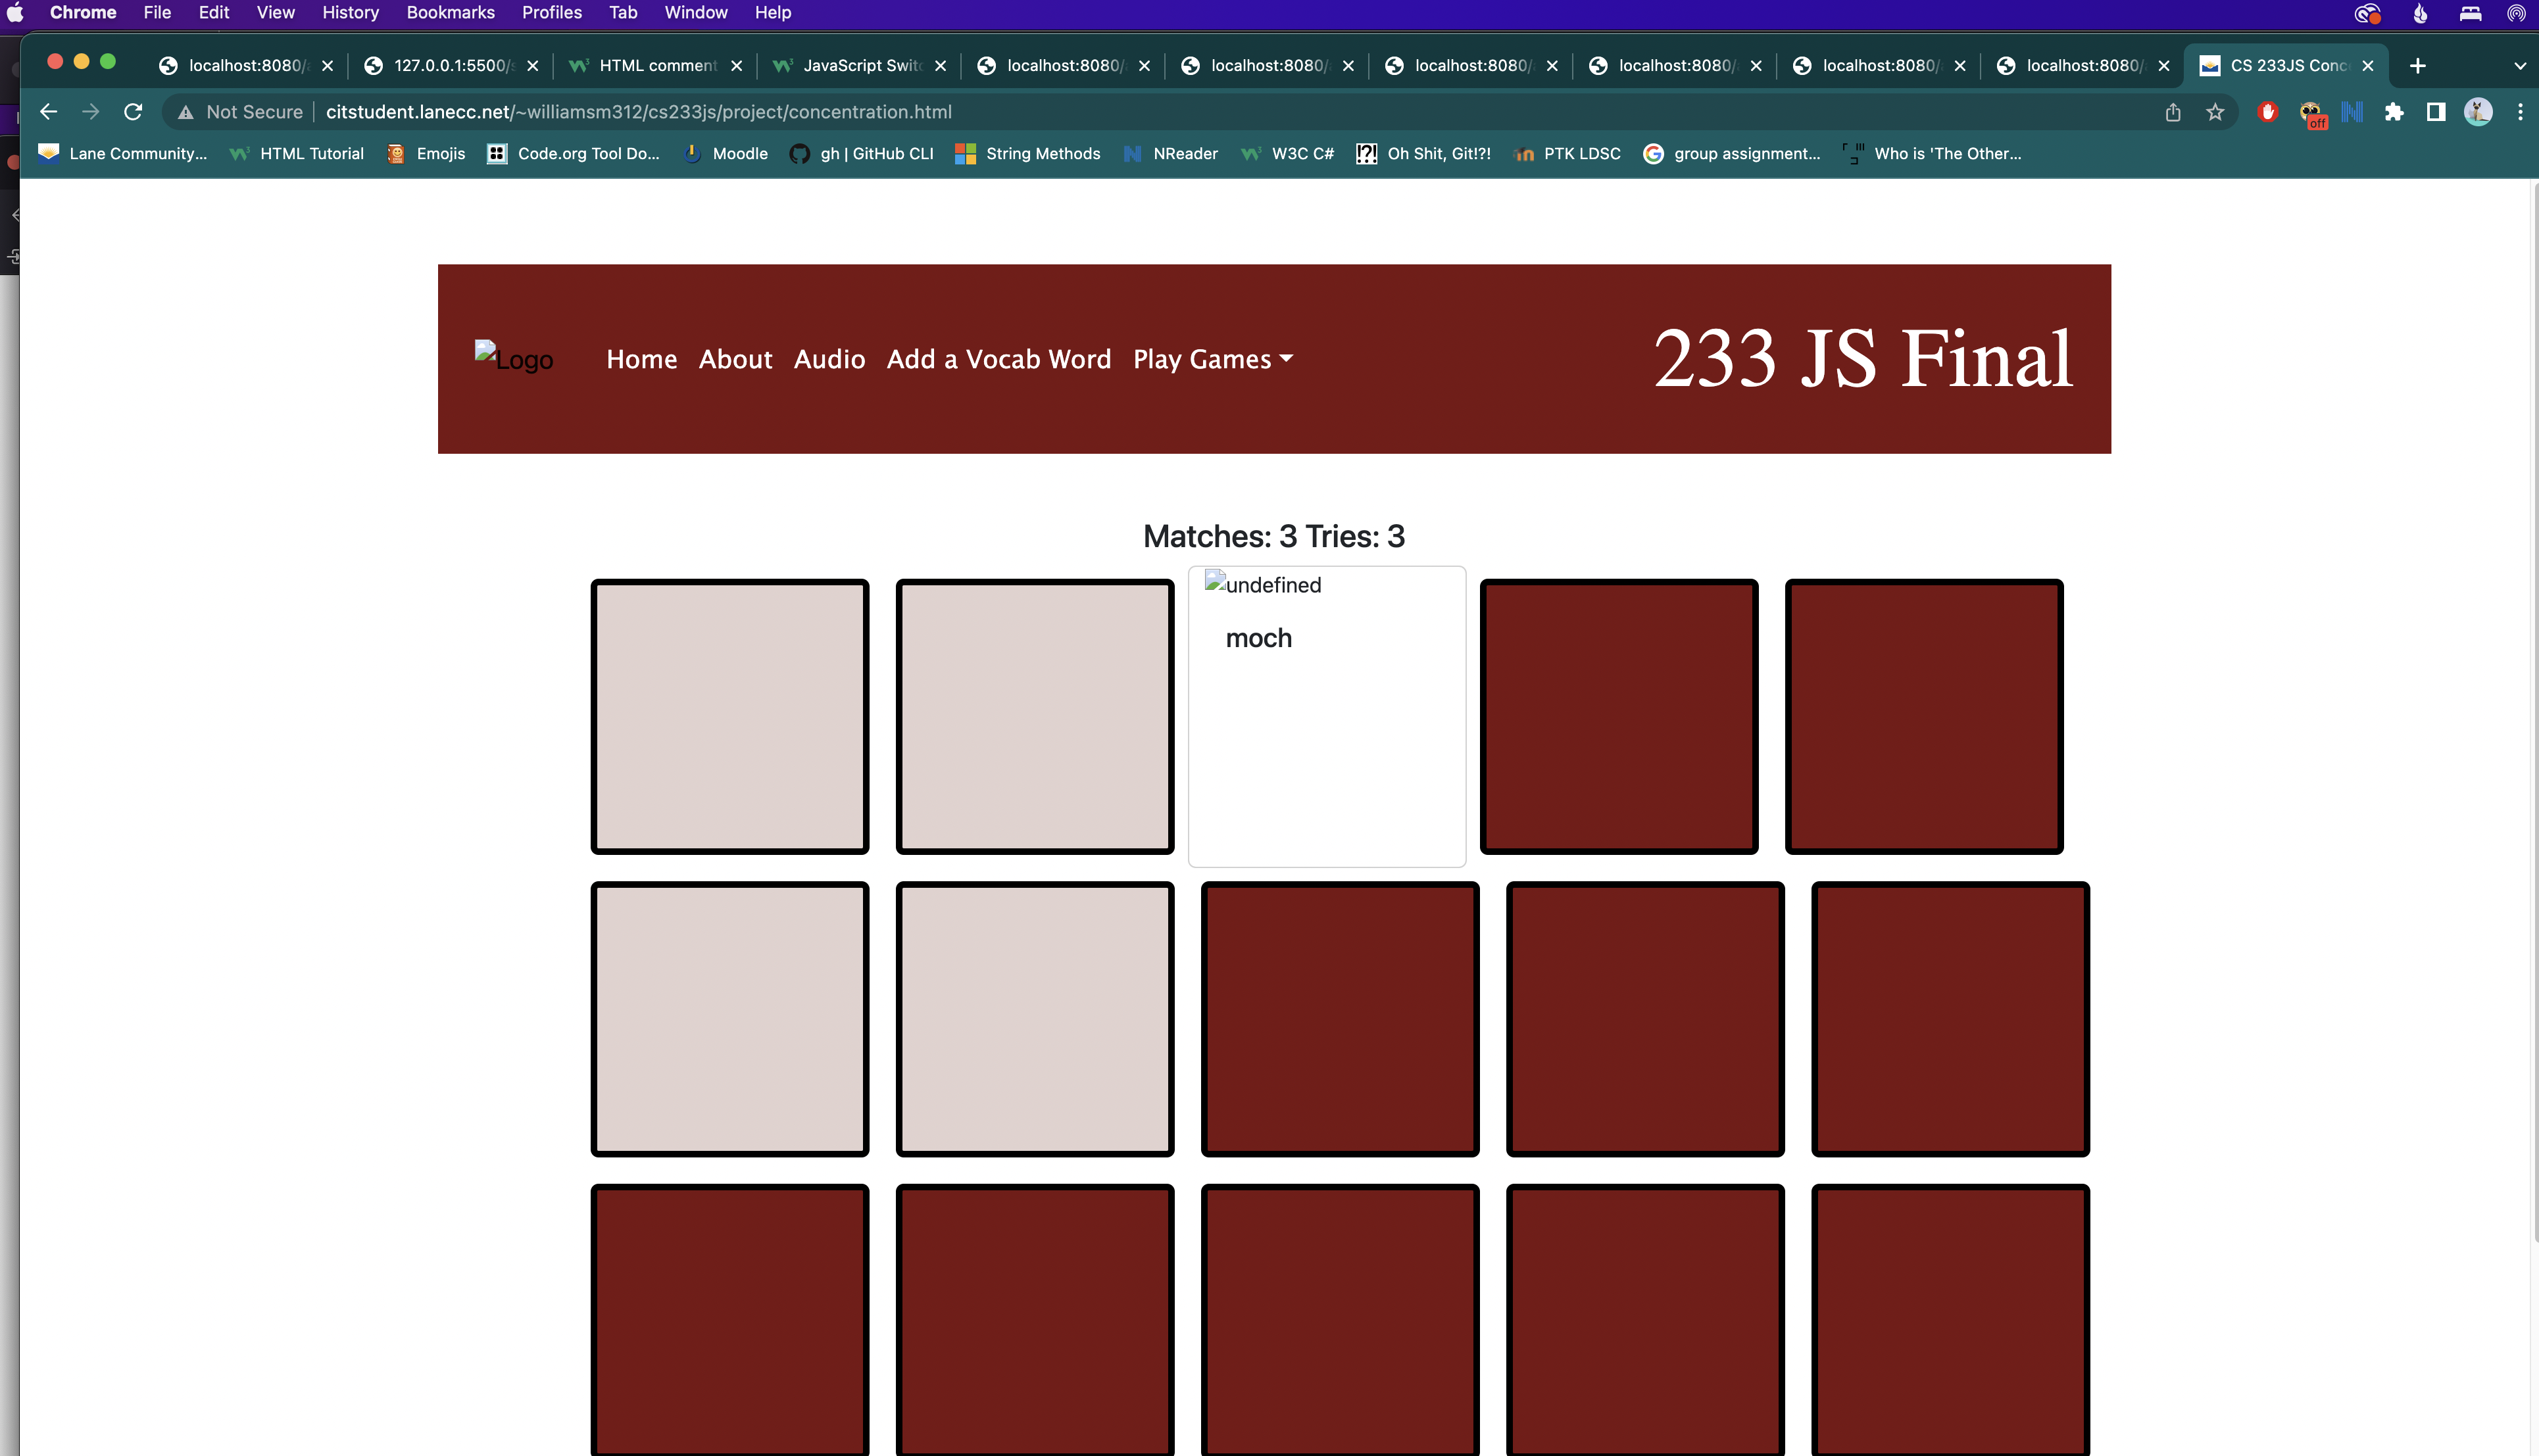 Chrome File Edit View History Bookmarks Profiles Tab Window Help
localhost:8080/ 127.0.0.1:5500/ HTML comment JavaScript Swit localhost:8080/ localhost:8080/ localhost:8080/ localhost:8080/ localhost:8080/ localhost:8080/ CS 233JS Conc
Not Secure citstudent.lanecc.net/~williamsm312/cs233js/project/concentration.html off
Lane Community... HTML Tutorial Emojis Code.org Tool Do... Moodle gh | GitHub CLI String Methods NReader W3C C# Oh Shit, Git!?! PTK LDSC group assignment... Who is 'The Other...
Logo Home About Audio Add a Vocab Word Play Games 233 JS Final
Matches: 3 Tries: 3
undefined
moch